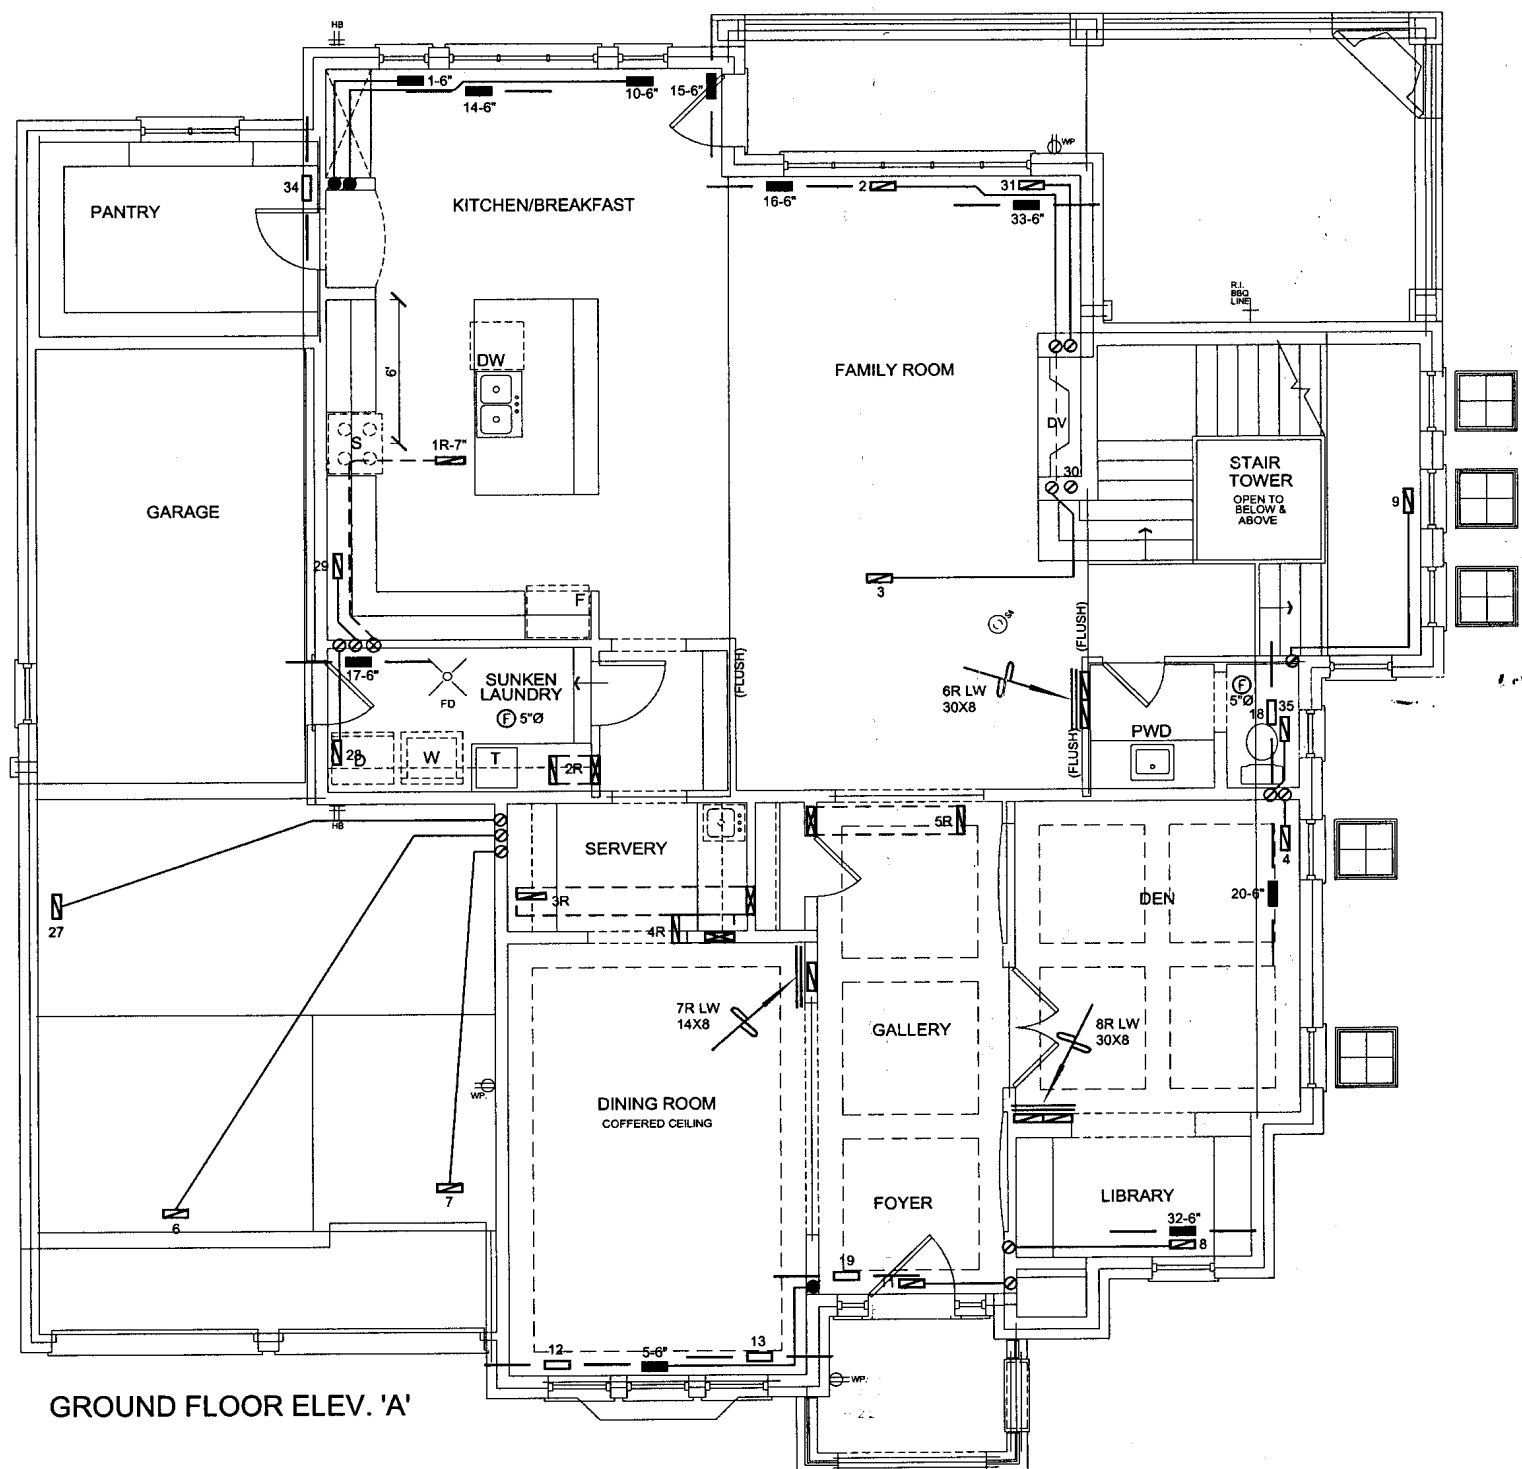 HB
1-6"
14-6"
10-6"
15-6"
WP
34
PANTRY
KITCHEN/BREAKFAST
2
16-6"
31
33-6"
R.I.
BBQ
LINE
6'
DW
FAMILY ROOM
S
1R-7"
DV
30
STAIR
TOWER
OPEN TO
BELOW &
ABOVE
9
GARAGE
29
3
F
SA
(FLUSH)
17-6"
SUNKEN
LAUNDRY
FD
F 5"Ø
(FLUSH)
6R LW
30X8
F
5"Ø
18
35
PWD
(FLUSH)
28
D
W
T
2R
HB
SERVERY
5R
4
3R
DEN
20-6"
27
4R
7R LW
14X8
GALLERY
8R LW
30X8
WP.
DINING ROOM
COFFERED CEILING
7
6
FOYER
LIBRARY
32-6"
8
19
11
12
5-6"
13
WP.
GROUND FLOOR ELEV. 'A'